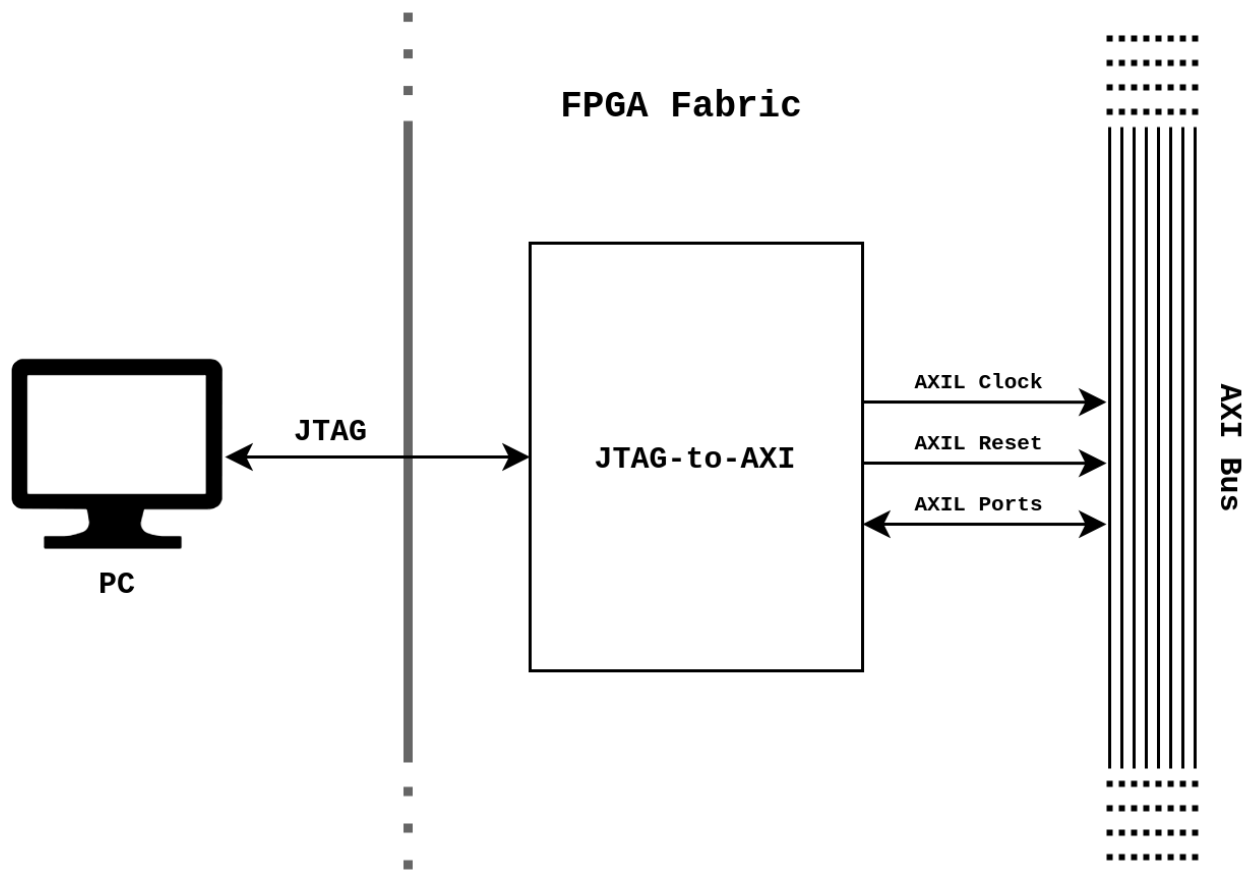 FPGA Fabric
JTAG
JTAG-to-AXI
AXIL Clock
AXIL Reset
AXIL Ports
AXI Bus
PC